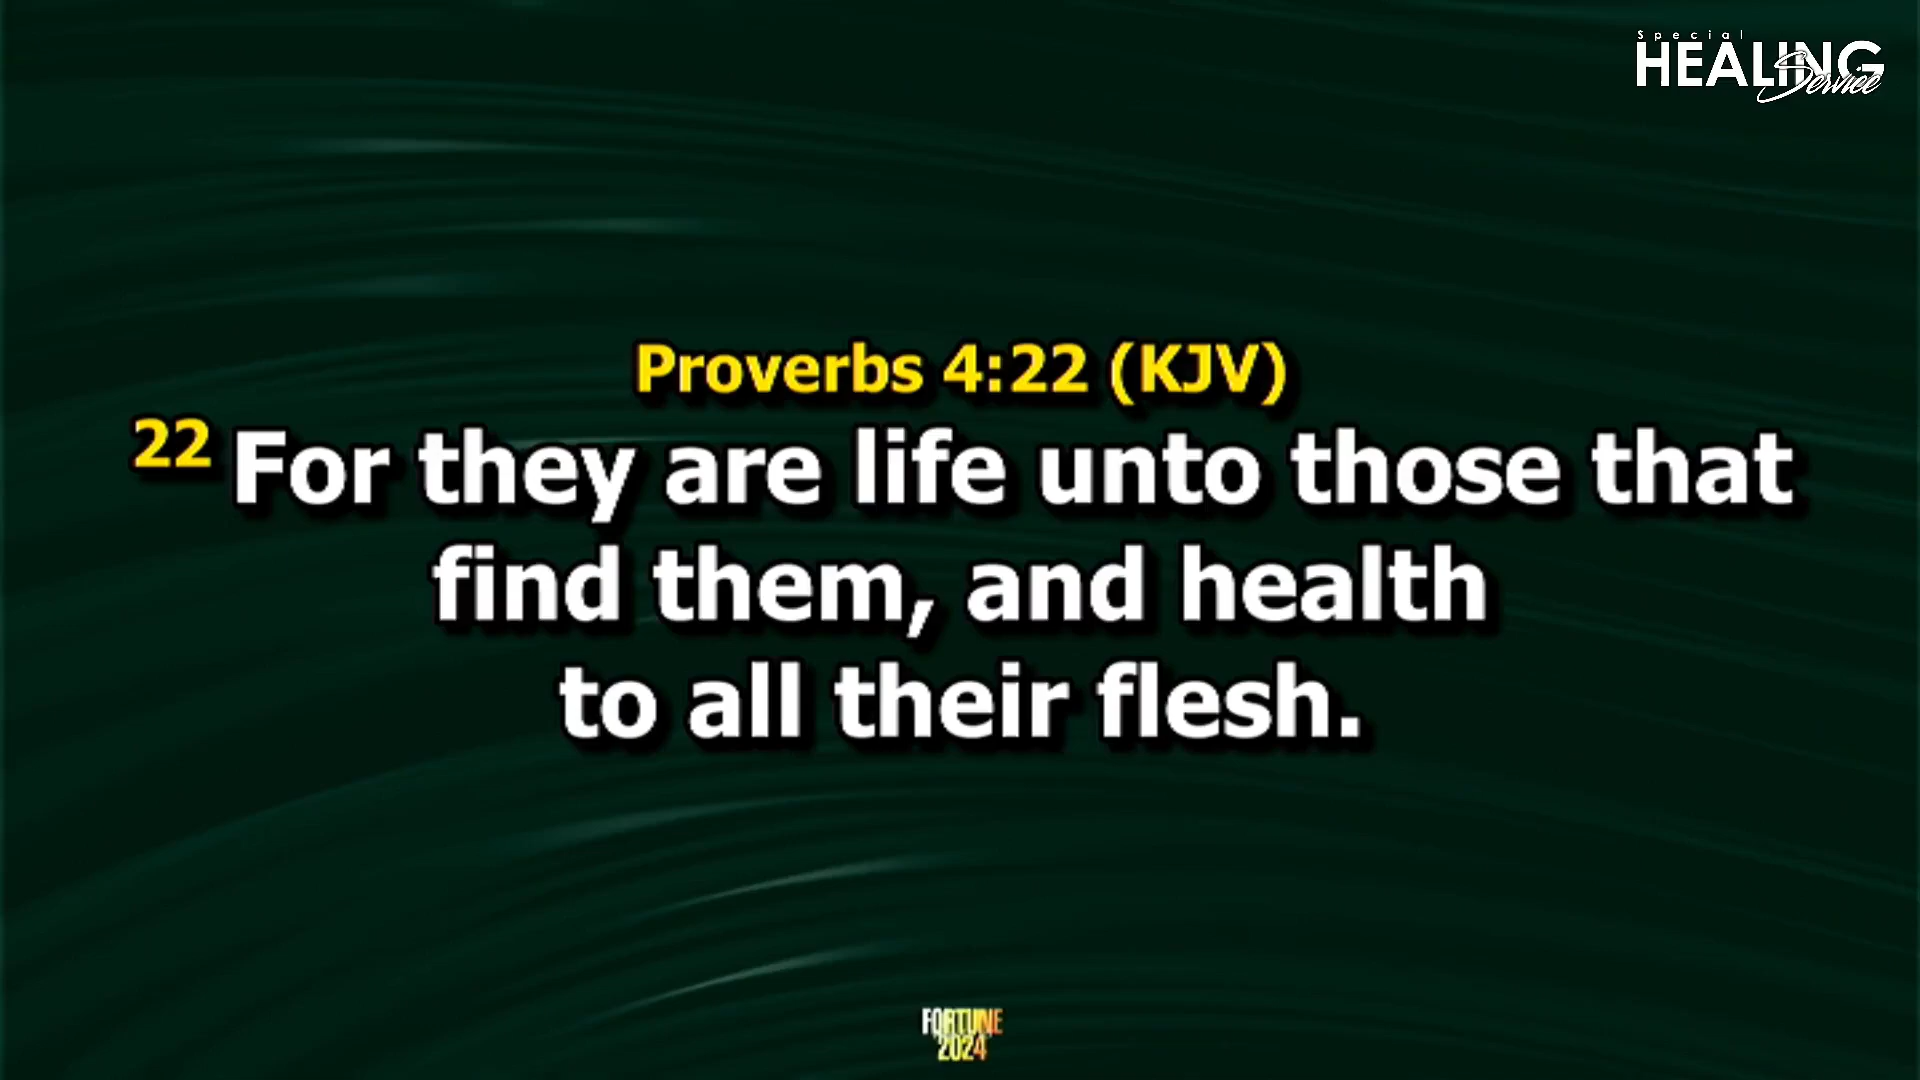 Special
HEALING
Service
Proverbs 4:22 (KJV)
22 For they are life unto those that
find them, and health
to all their flesh.
FORTUNE
2024